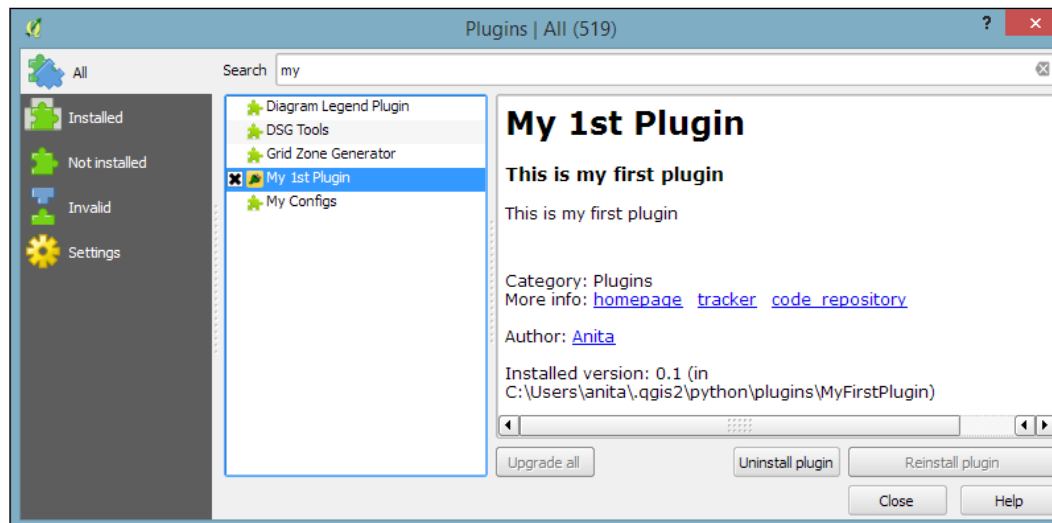 Plugins | All (519)
?
All
Installed
Not installed
Invalid
Settings
Search my
Diagram Legend Plugin
DSG Tools
Grid Zone Generator
My 1st Plugin
My Configs
My 1st Plugin
This is my first plugin
This is my first plugin
Category: Plugins
More info: homepage tracker code_repository
Author: Anita
Installed version: 0.1 (in
C:\Users\anita\.qgis2\python\plugins\MyFirstPlugin)
Upgrade all
Uninstall plugin
Reinstall plugin
Close
Help